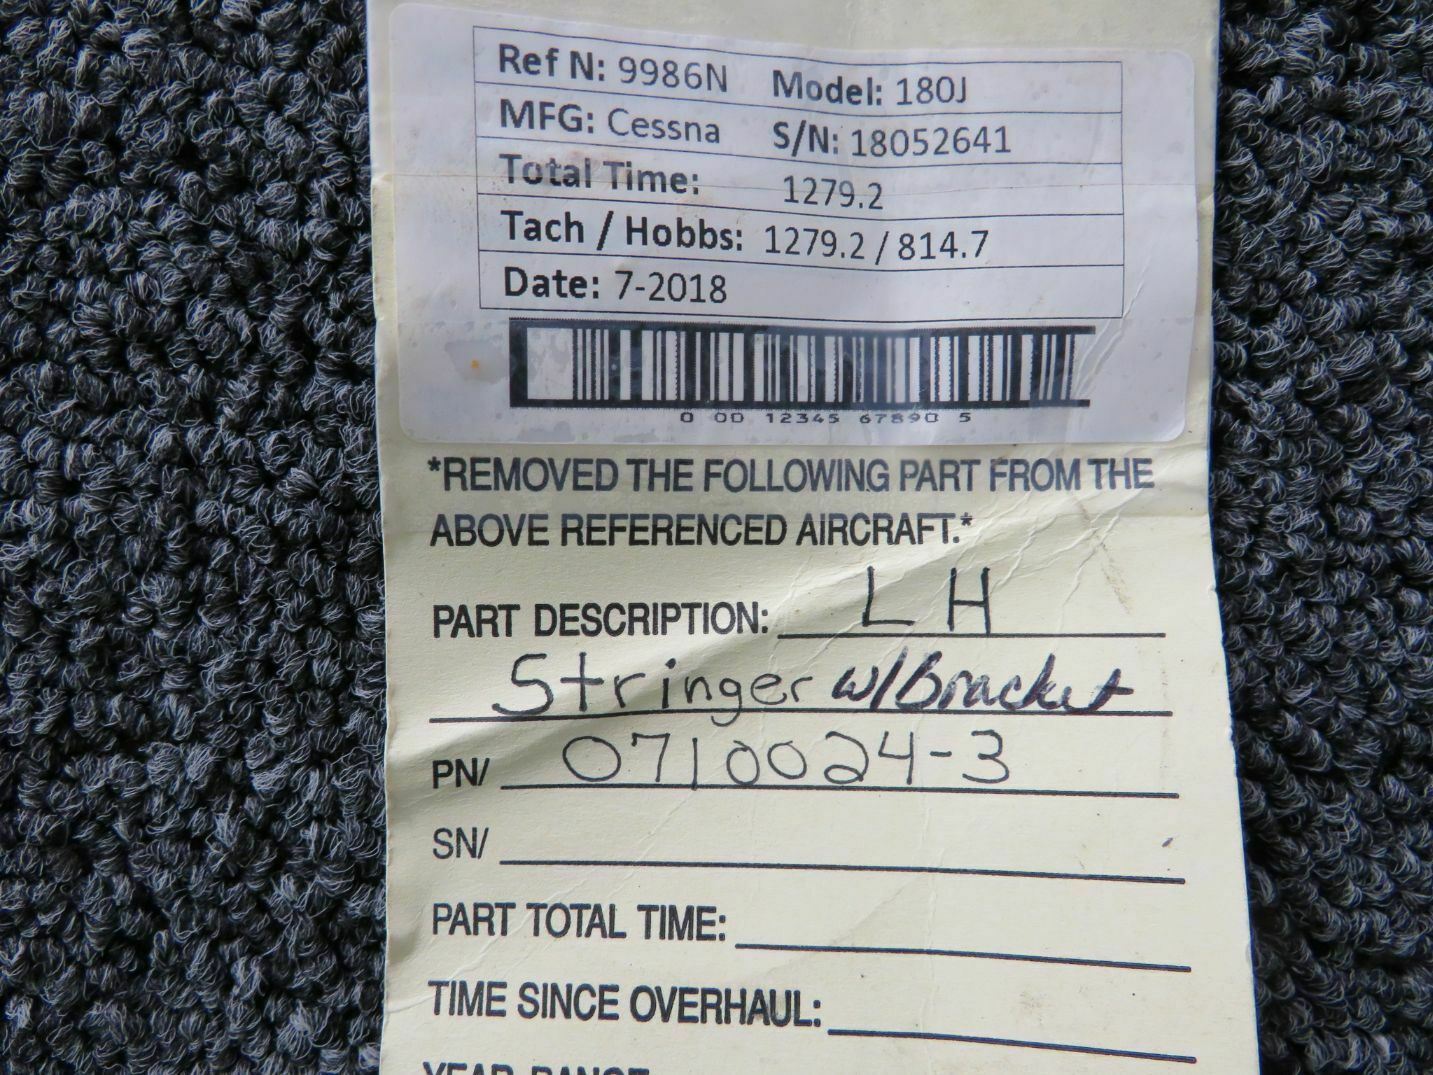 Ref N: 9986N Model: 180J
MFG: Cessna S/N: 18052641
Total Time: 1279.2
Tach / Hobbs: 1279.2 / 814.7
Date: 7-2018
0 00 12345 67890 5
*REMOVED THE FOLLOWING PART FROM THE
ABOVE REFERENCED AIRCRAFT.*
PART DESCRIPTION: LH
Stringer w/Bracket
PN/ 0710024-3
SN/
PART TOTAL TIME:
TIME SINCE OVERHAUL:
YEAR RANGE